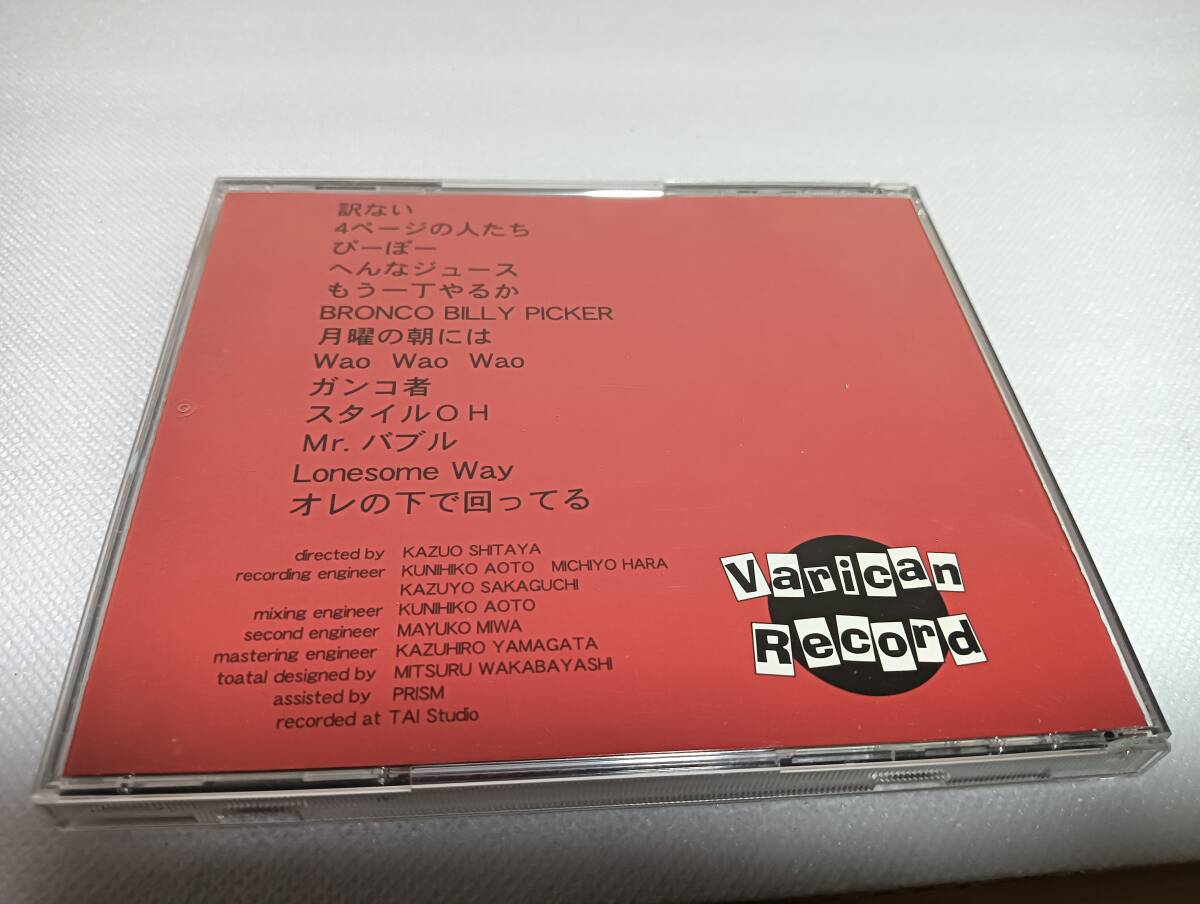 訳ない
4ページの人たち
ぴーぽー
へんなジュース
もう一丁やるか
BRONCO BILLY PICKER
月曜の朝には
Wao Wao Wao
ガンコ者
スタイルOH
Mr. バブル
Lonesome Way
オレの下で回ってる
directed by KAZUO SHITAYA
recording engineer KUNIHIKO AOTO MICHIYO HARA
KAZUYO SAKAGUCHI
mixing engineer KUNIHIKO AOTO
second engineer MAYUKO MIWA
mastering engineer KAZUHIRO YAMAGATA
toatal designed by MITSURU WAKABAYASHI
assisted by PRISM
recorded at TAI Studio
Varican
Record